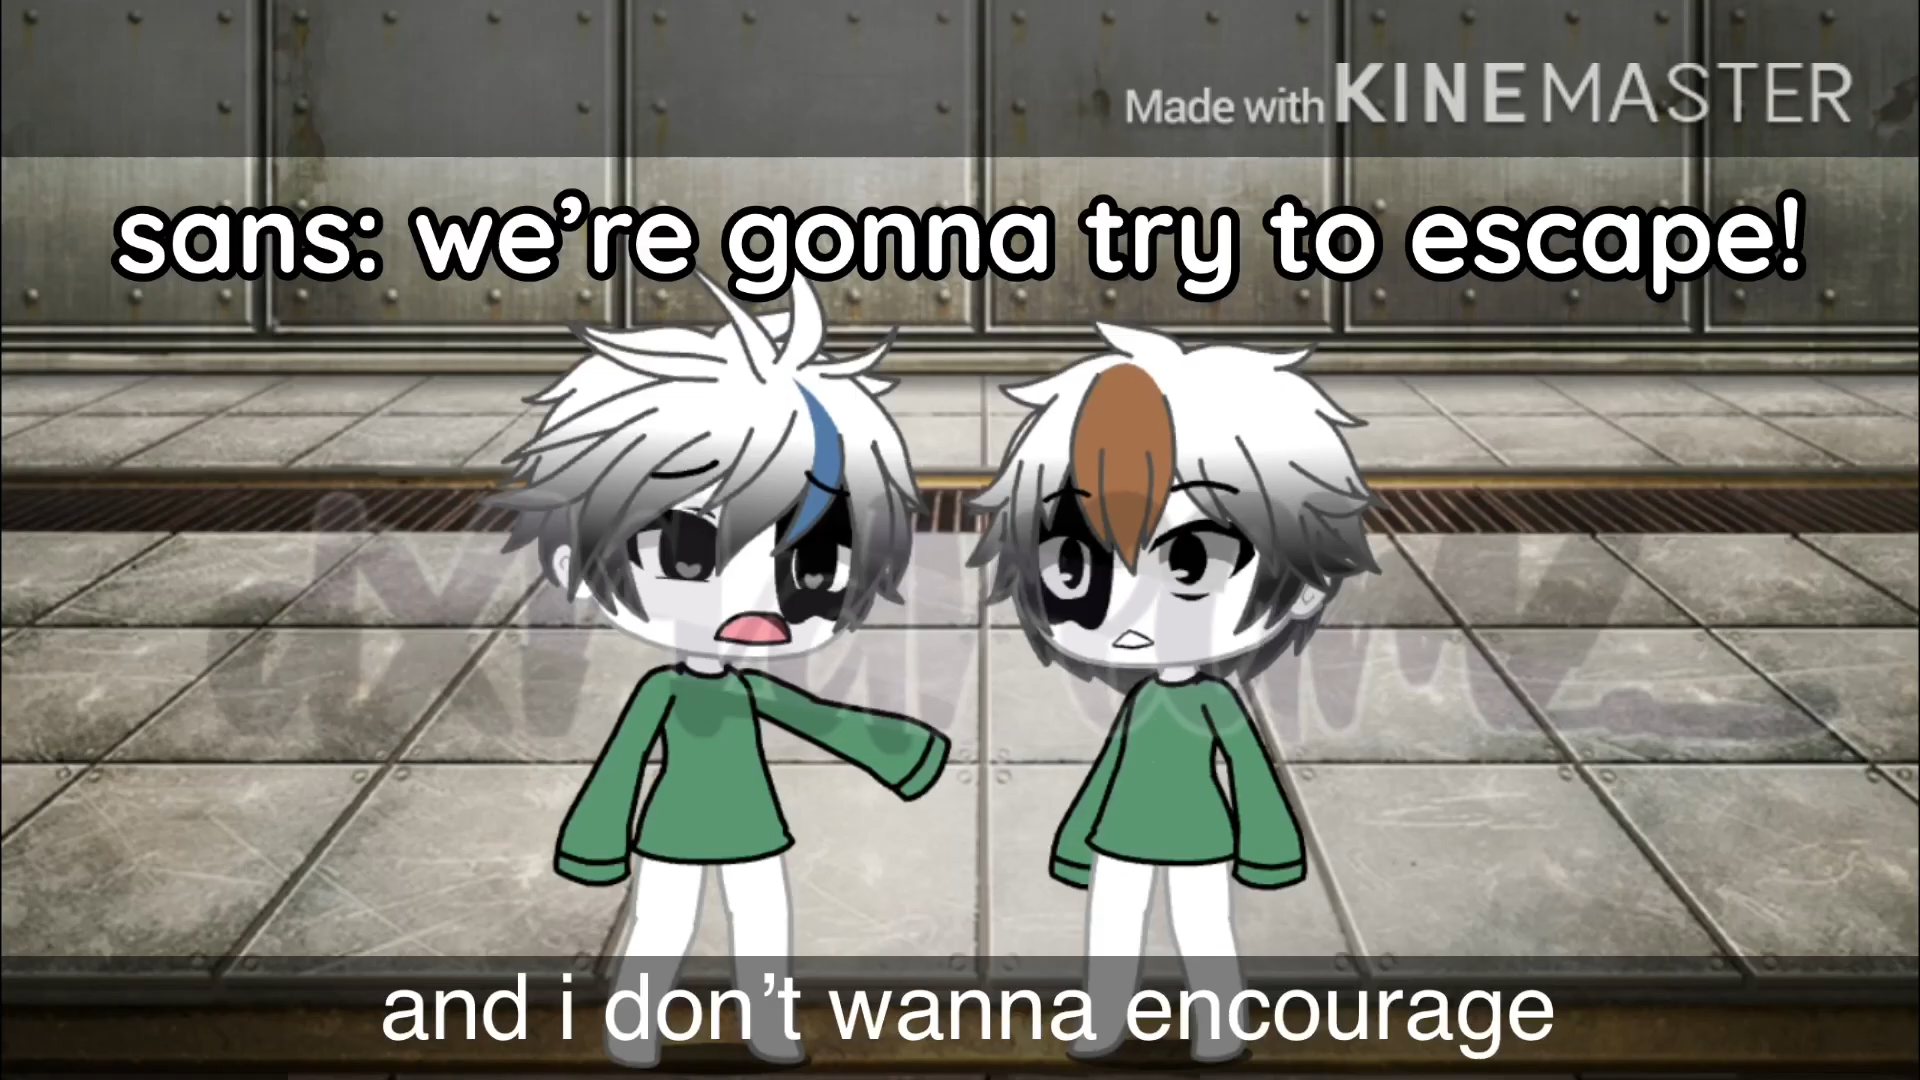 Made with KINEMASTER
sans: we're gonna try to escape!
and i don't wanna encourage